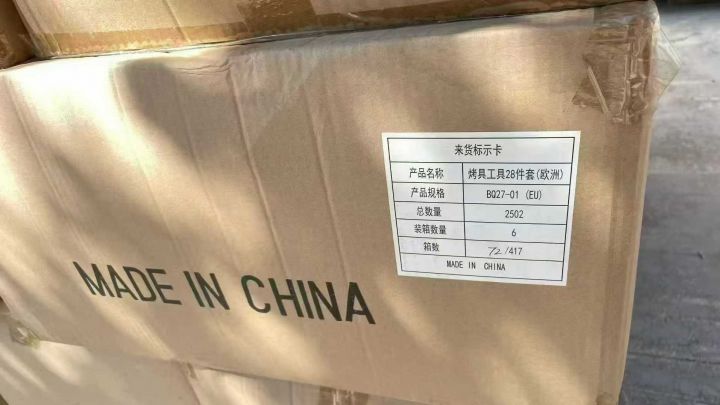 来货标示卡
产品名称 烤具工具28件套(欧洲)
产品规格 BQ27-01 (EU)
总数量 2502
装箱数量 6
箱数 72/417
MADE IN CHINA
MADE IN CHINA